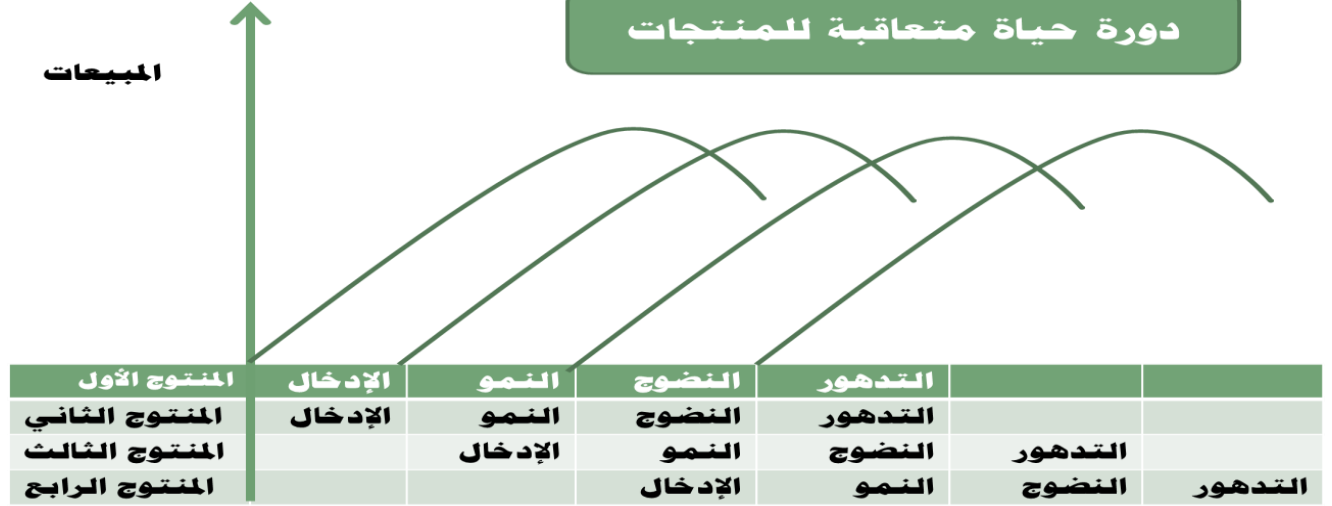 دورة حياة متعاقبة للمنتجات
المبيعات
المنتوج الأول الإدخال النمو النضوج التدهور
المنتوج الثاني الإدخال النمو النضوج التدهور
المنتوج الثالث الإدخال النمو النضوج التدهور
المنتوج الرابع الإدخال النمو النضوج التدهور